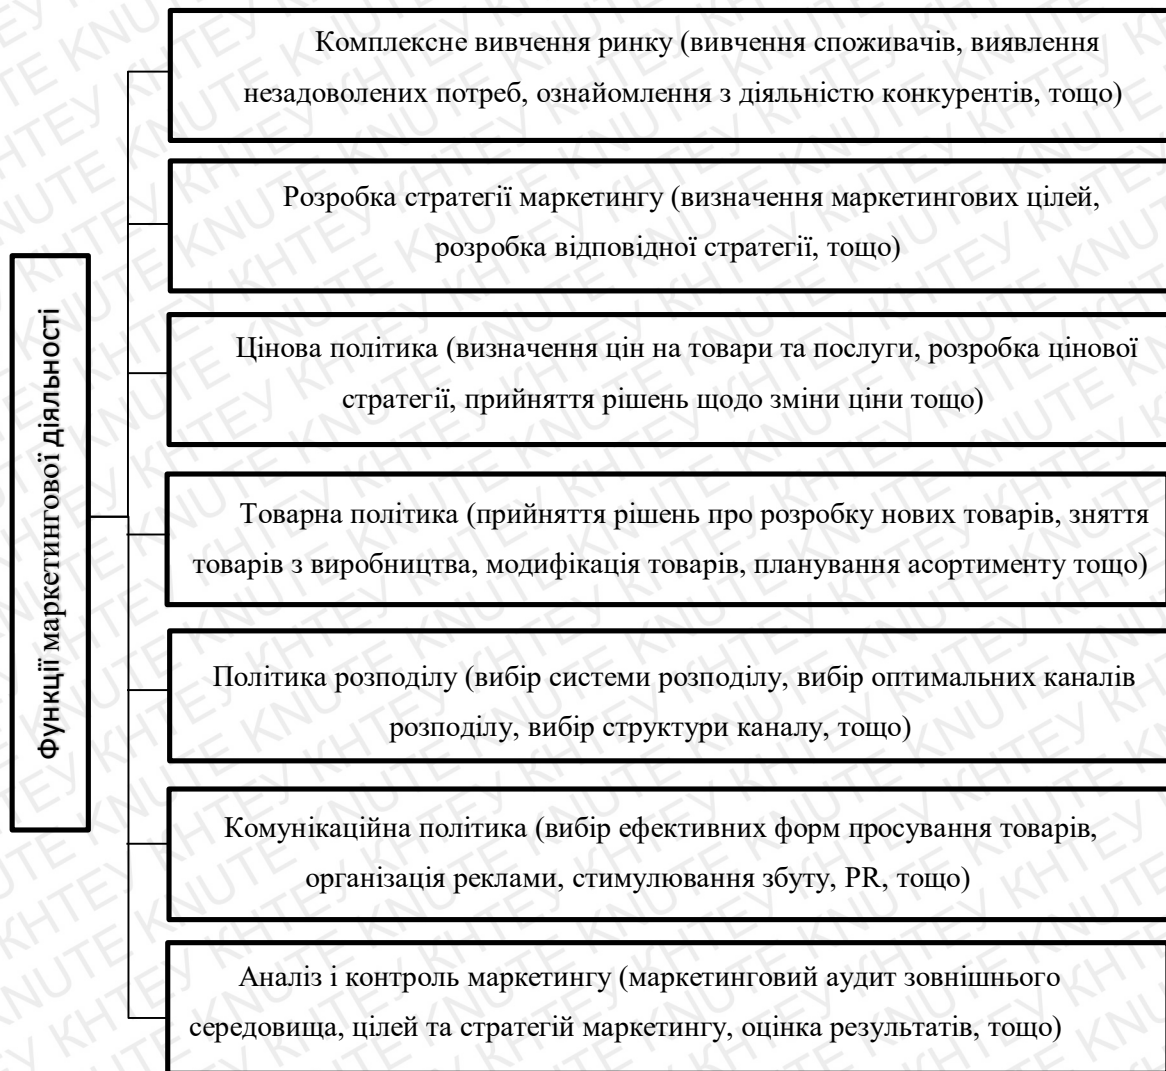 Комплексне вивчення ринку (вивчення споживачів, виявлення
незадоволених потреб, ознайомлення з діяльністю конкурентів, тощо)
Розробка стратегії маркетингу (визначення маркетингових цілей,
розробка відповідної стратегії, тощо)
Цінова політика (визначення цін на товари та послуги, розробка цінової
стратегії, прийняття рішень щодо зміни ціни тощо)
Функції маркетингової діяльності
Товарна політика (прийняття рішень про розробку нових товарів, зняття
товарів з виробництва, модифікація товарів, планування асортименту тощо)
Політика розподілу (вибір системи розподілу, вибір оптимальних каналів
розподілу, вибір структури каналу, тощо)
Комунікаційна політика (вибір ефективних форм просування товарів,
організація реклами, стимулювання збуту, PR, тощо)
Аналіз і контроль маркетингу (маркетинговий аудит зовнішнього
середовища, цілей та стратегій маркетингу, оцінка результатів, тощо)